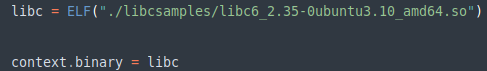 libc = ELF("./libcsamples/libc6_2.35-0ubuntu3.10_amd64.so")
context.binary = libc